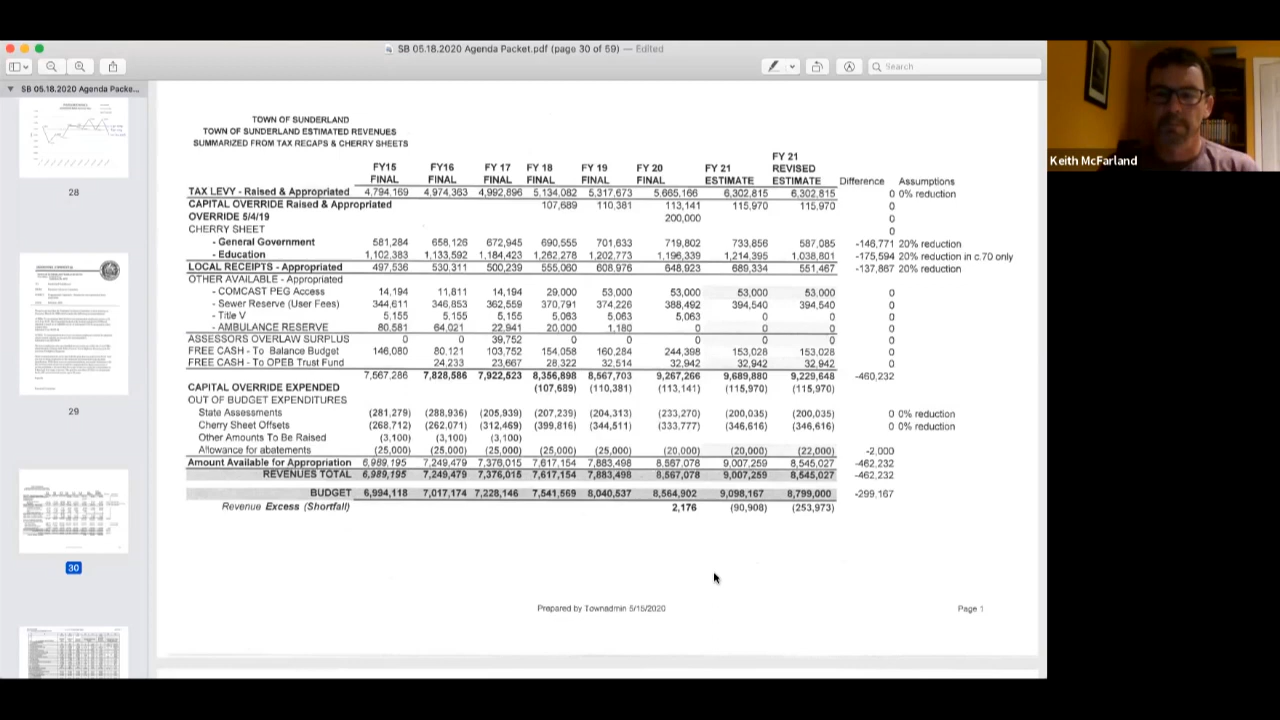 SB 05.18.2020 Agenda Packet.pdf (page 30 of 59) — Edited
Search
SB 05.18.2020 Agenda Packe...
28
29
30
Keith McFarland
TOWN OF SUNDERLAND
TOWN OF SUNDERLAND ESTIMATED REVENUES
SUMMARIZED FROM TAX RECAPS & CHERRY SHEETS
FY15 FINAL FY16 FINAL FY 17 FINAL FY 18 FINAL FY 19 FINAL FY 20 FINAL FY 21 ESTIMATE FY 21 REVISED ESTIMATE Difference Assumptions
TAX LEVY - Raised & Appropriated 4,794,169 4,974,363 4,992,896 5,134,082 5,317,673 5,665,166 6,302,815 6,302,815 0 0% reduction
CAPITAL OVERRIDE Raised & Appropriated 107,689 110,381 113,141 115,970 115,970 0
OVERRIDE 5/4/19 200,000 0
CHERRY SHEET 0
- General Government 581,284 658,126 672,945 690,555 701,633 719,802 733,856 587,085 -146,771 20% reduction
- Education 1,102,383 1,133,592 1,184,423 1,262,278 1,202,773 1,196,339 1,214,395 1,038,801 -175,594 20% reduction in c.70 only
LOCAL RECEIPTS - Appropriated 497,536 530,311 500,239 555,060 608,976 648,923 689,334 551,467 -137,867 20% reduction
OTHER AVAILABLE - Appropriated
- COMCAST PEG Access 14,194 11,811 14,194 29,000 53,000 53,000 53,000 53,000 0
- Sewer Reserve (User Fees) 344,611 346,853 362,559 370,791 374,226 388,492 394,540 394,540 0
- Title V 5,155 5,155 5,155 5,063 5,063 5,063 0 0 0
- AMBULANCE RESERVE 80,581 64,021 22,941 20,000 1,180 0 0 0
ASSESSORS OVERLAW SURPLUS 0 0 39,752 0 0 0 0 0 0
FREE CASH - To Balance Budget 146,080 80,121 103,752 154,058 160,284 244,398 153,028 153,028 0
FREE CASH - To OPEB Trust Fund 24,233 23,667 28,322 32,514 32,942 32,942 32,942 0
7,567,286 7,828,586 7,922,523 8,356,898 8,567,703 9,267,266 9,689,880 9,229,648 -460,232
CAPITAL OVERRIDE EXPENDED (107,689) (110,381) (113,141) (115,970) (115,970)
OUT OF BUDGET EXPENDITURES
State Assessments (281,279) (288,936) (205,939) (207,239) (204,313) (233,270) (200,035) (200,035) 0 0% reduction
Cherry Sheet Offsets (268,712) (262,071) (312,469) (399,816) (344,511) (333,777) (346,616) (346,616) 0 0% reduction
Other Amounts To Be Raised (3,100) (3,100) (3,100)
Allowance for abatements (25,000) (25,000) (25,000) (25,000) (25,000) (20,000) (20,000) (22,000) -2,000
Amount Available for Appropriation 6,989,195 7,249,479 7,376,015 7,617,154 7,883,498 8,567,078 9,007,259 8,545,027 -462,232
REVENUES TOTAL 6,989,195 7,249,479 7,376,015 7,617,154 7,883,498 8,567,078 9,007,259 8,545,027 -462,232
BUDGET 6,994,118 7,017,174 7,228,146 7,541,569 8,040,537 8,564,902 9,098,167 8,799,000 -299,167
Revenue Excess (Shortfall) 2,176 (90,908) (253,973)
Prepared by Townadmin 5/15/2020
Page 1